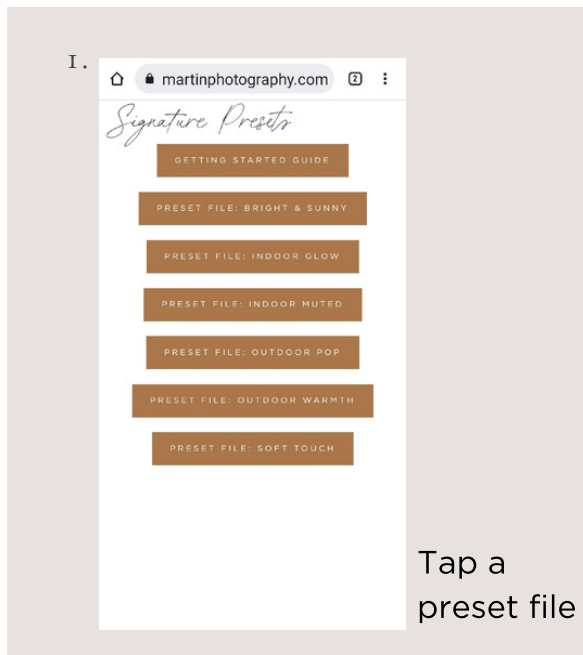 I.
martinphotography.com 2
Signature Presets
GETTING STARTED GUIDE
PRESET FILE: BRIGHT & SUNNY
PRESET FILE: INDOOR GLOW
PRESET FILE: INDOOR MUTED
PRESET FILE: OUTDOOR POP
PRESET FILE: OUTDOOR WARMTH
PRESET FILE: SOFT TOUCH
Tap a
preset file